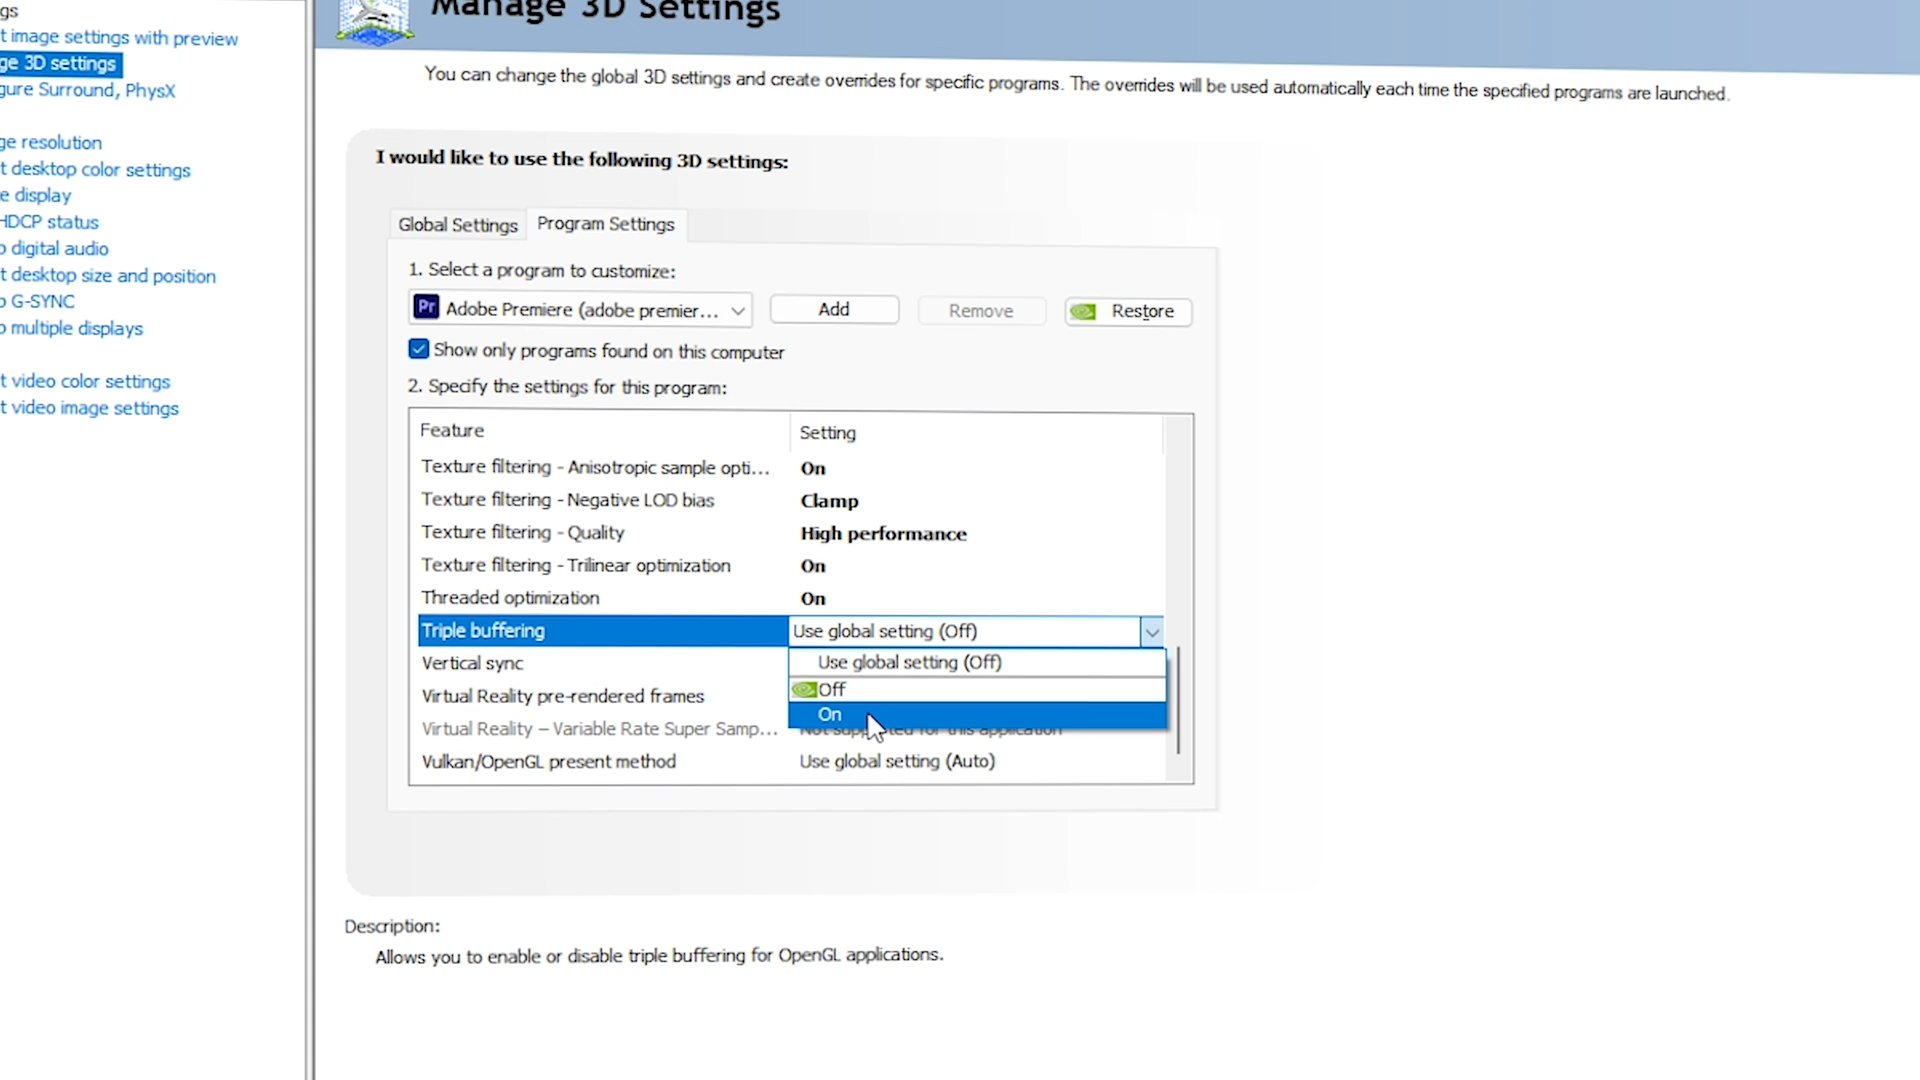 gs
t image settings with preview
ge 3D settings
gure Surround, PhysX
ge resolution
t desktop color settings
e display
HDCP status
o digital audio
t desktop size and position
o G-SYNC
o multiple displays
t video color settings
t video image settings
Manage 3D Settings
You can change the global 3D settings and create overrides for specific programs. The overrides will be used automatically each time the specified programs are launched.
I would like to use the following 3D settings:
Global Settings Program Settings
1. Select a program to customize:
Pr Adobe Premiere (adobe premier... Add Remove Restore
Show only programs found on this computer
2. Specify the settings for this program:
Feature Setting
Texture filtering - Anisotropic sample opti... On
Texture filtering - Negative LOD bias Clamp
Texture filtering - Quality High performance
Texture filtering - Trilinear optimization On
Threaded optimization On
Triple buffering Use global setting (Off)
Use global setting (Off)
Off
On
Vertical sync
Virtual Reality pre-rendered frames
Virtual Reality – Variable Rate Super Samp... Not supported for this application
Vulkan/OpenGL present method Use global setting (Auto)
Description:
Allows you to enable or disable triple buffering for OpenGL applications.